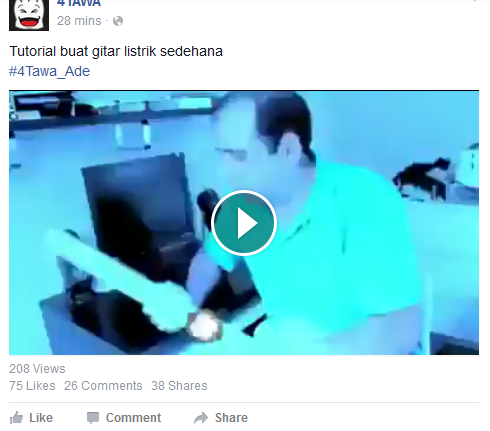 4TAWA
28 mins ·
Tutorial buat gitar listrik sedehana
#4Tawa_Ade
208 Views
75 Likes 26 Comments 38 Shares
Like Comment Share